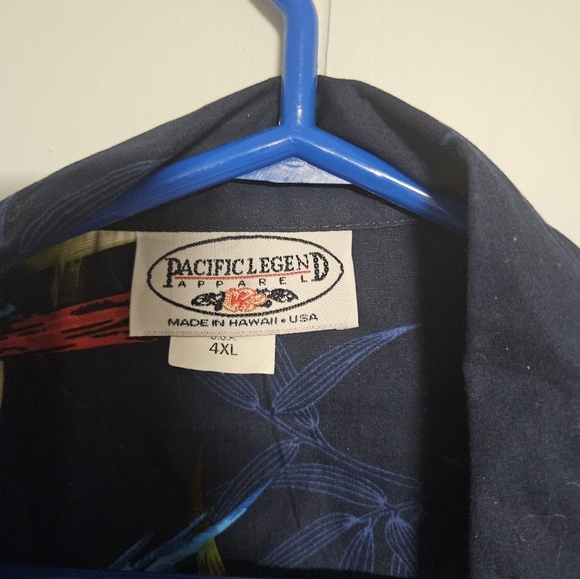 PACIFIC LEGEND
APPAREL
MADE IN HAWAII • USA
4XL